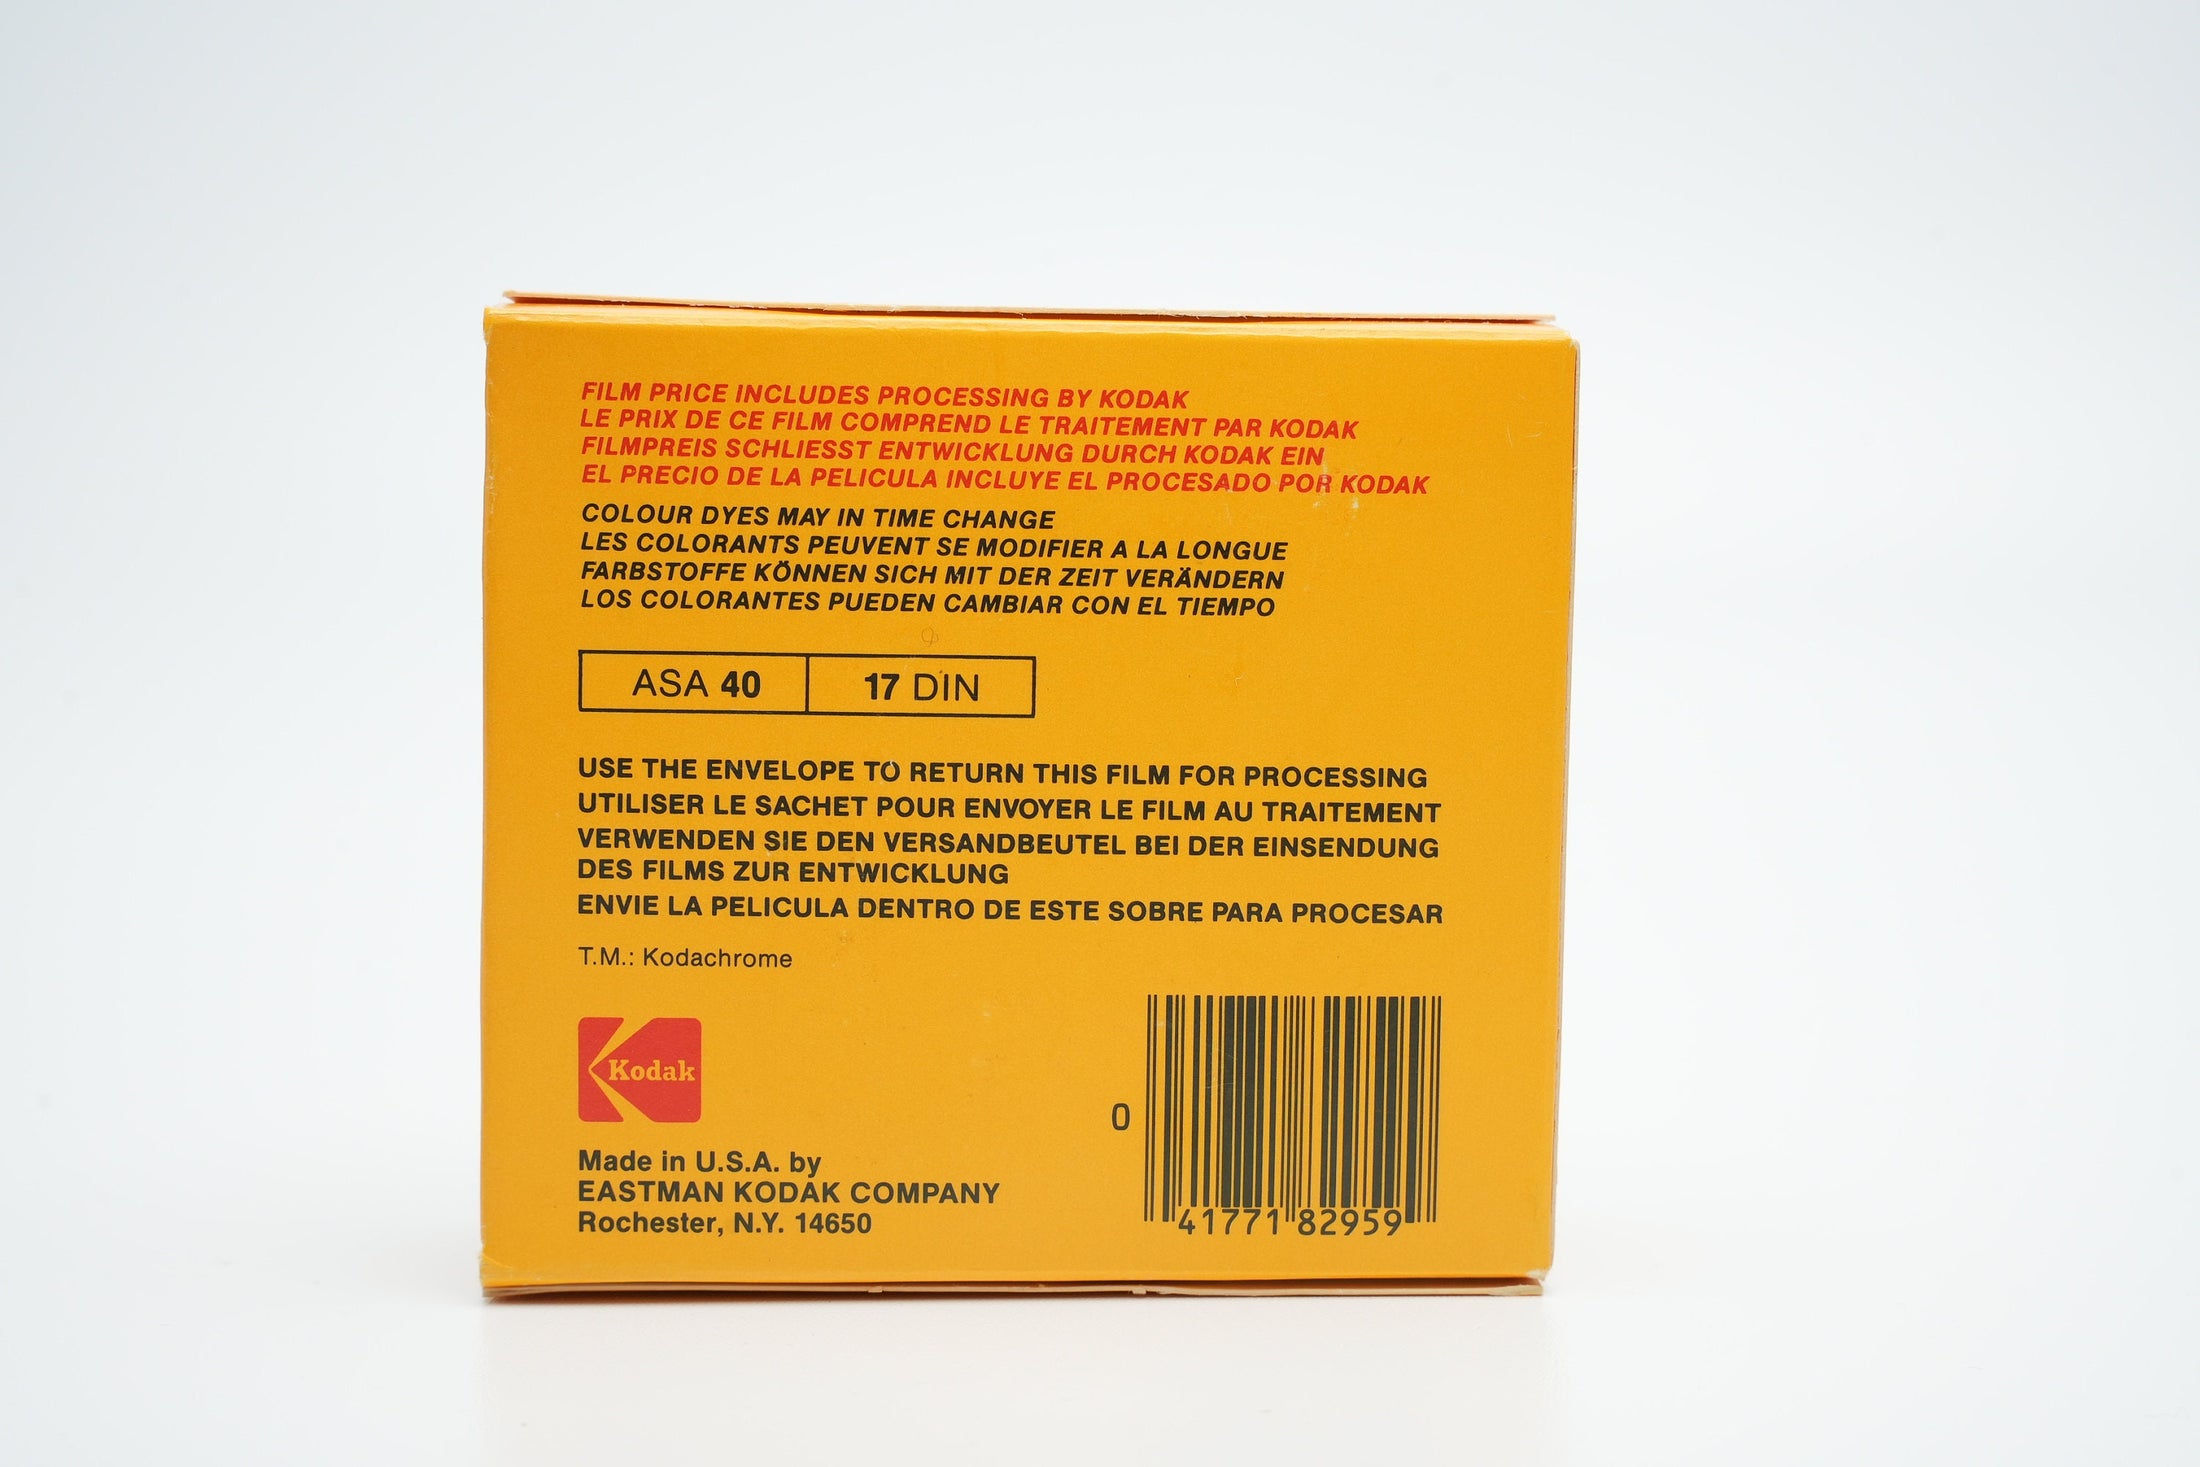 FILM PRICE INCLUDES PROCESSING BY KODAK
LE PRIX DE CE FILM COMPREND LE TRAITEMENT PAR KODAK
FILMPREIS SCHLIESST ENTWICKLUNG DURCH KODAK EIN
EL PRECIO DE LA PELICULA INCLUYE EL PROCESADO POR KODAK
COLOUR DYES MAY IN TIME CHANGE
LES COLORANTS PEUVENT SE MODIFIER A LA LONGUE
FARBSTOFFE KÖNNEN SICH MIT DER ZEIT VERÄNDERN
LOS COLORANTES PUEDEN CAMBIAR CON EL TIEMPO
ASA 40 17 DIN
USE THE ENVELOPE TO RETURN THIS FILM FOR PROCESSING
UTILISER LE SACHET POUR ENVOYER LE FILM AU TRAITEMENT
VERWENDEN SIE DEN VERSANDBEUTEL BEI DER EINSENDUNG
DES FILMS ZUR ENTWICKLUNG
ENVIE LA PELICULA DENTRO DE ESTE SOBRE PARA PROCESAR
T.M.: Kodachrome
Kodak
Made in U.S.A. by
EASTMAN KODAK COMPANY
Rochester, N.Y. 14650
0
41771 82959